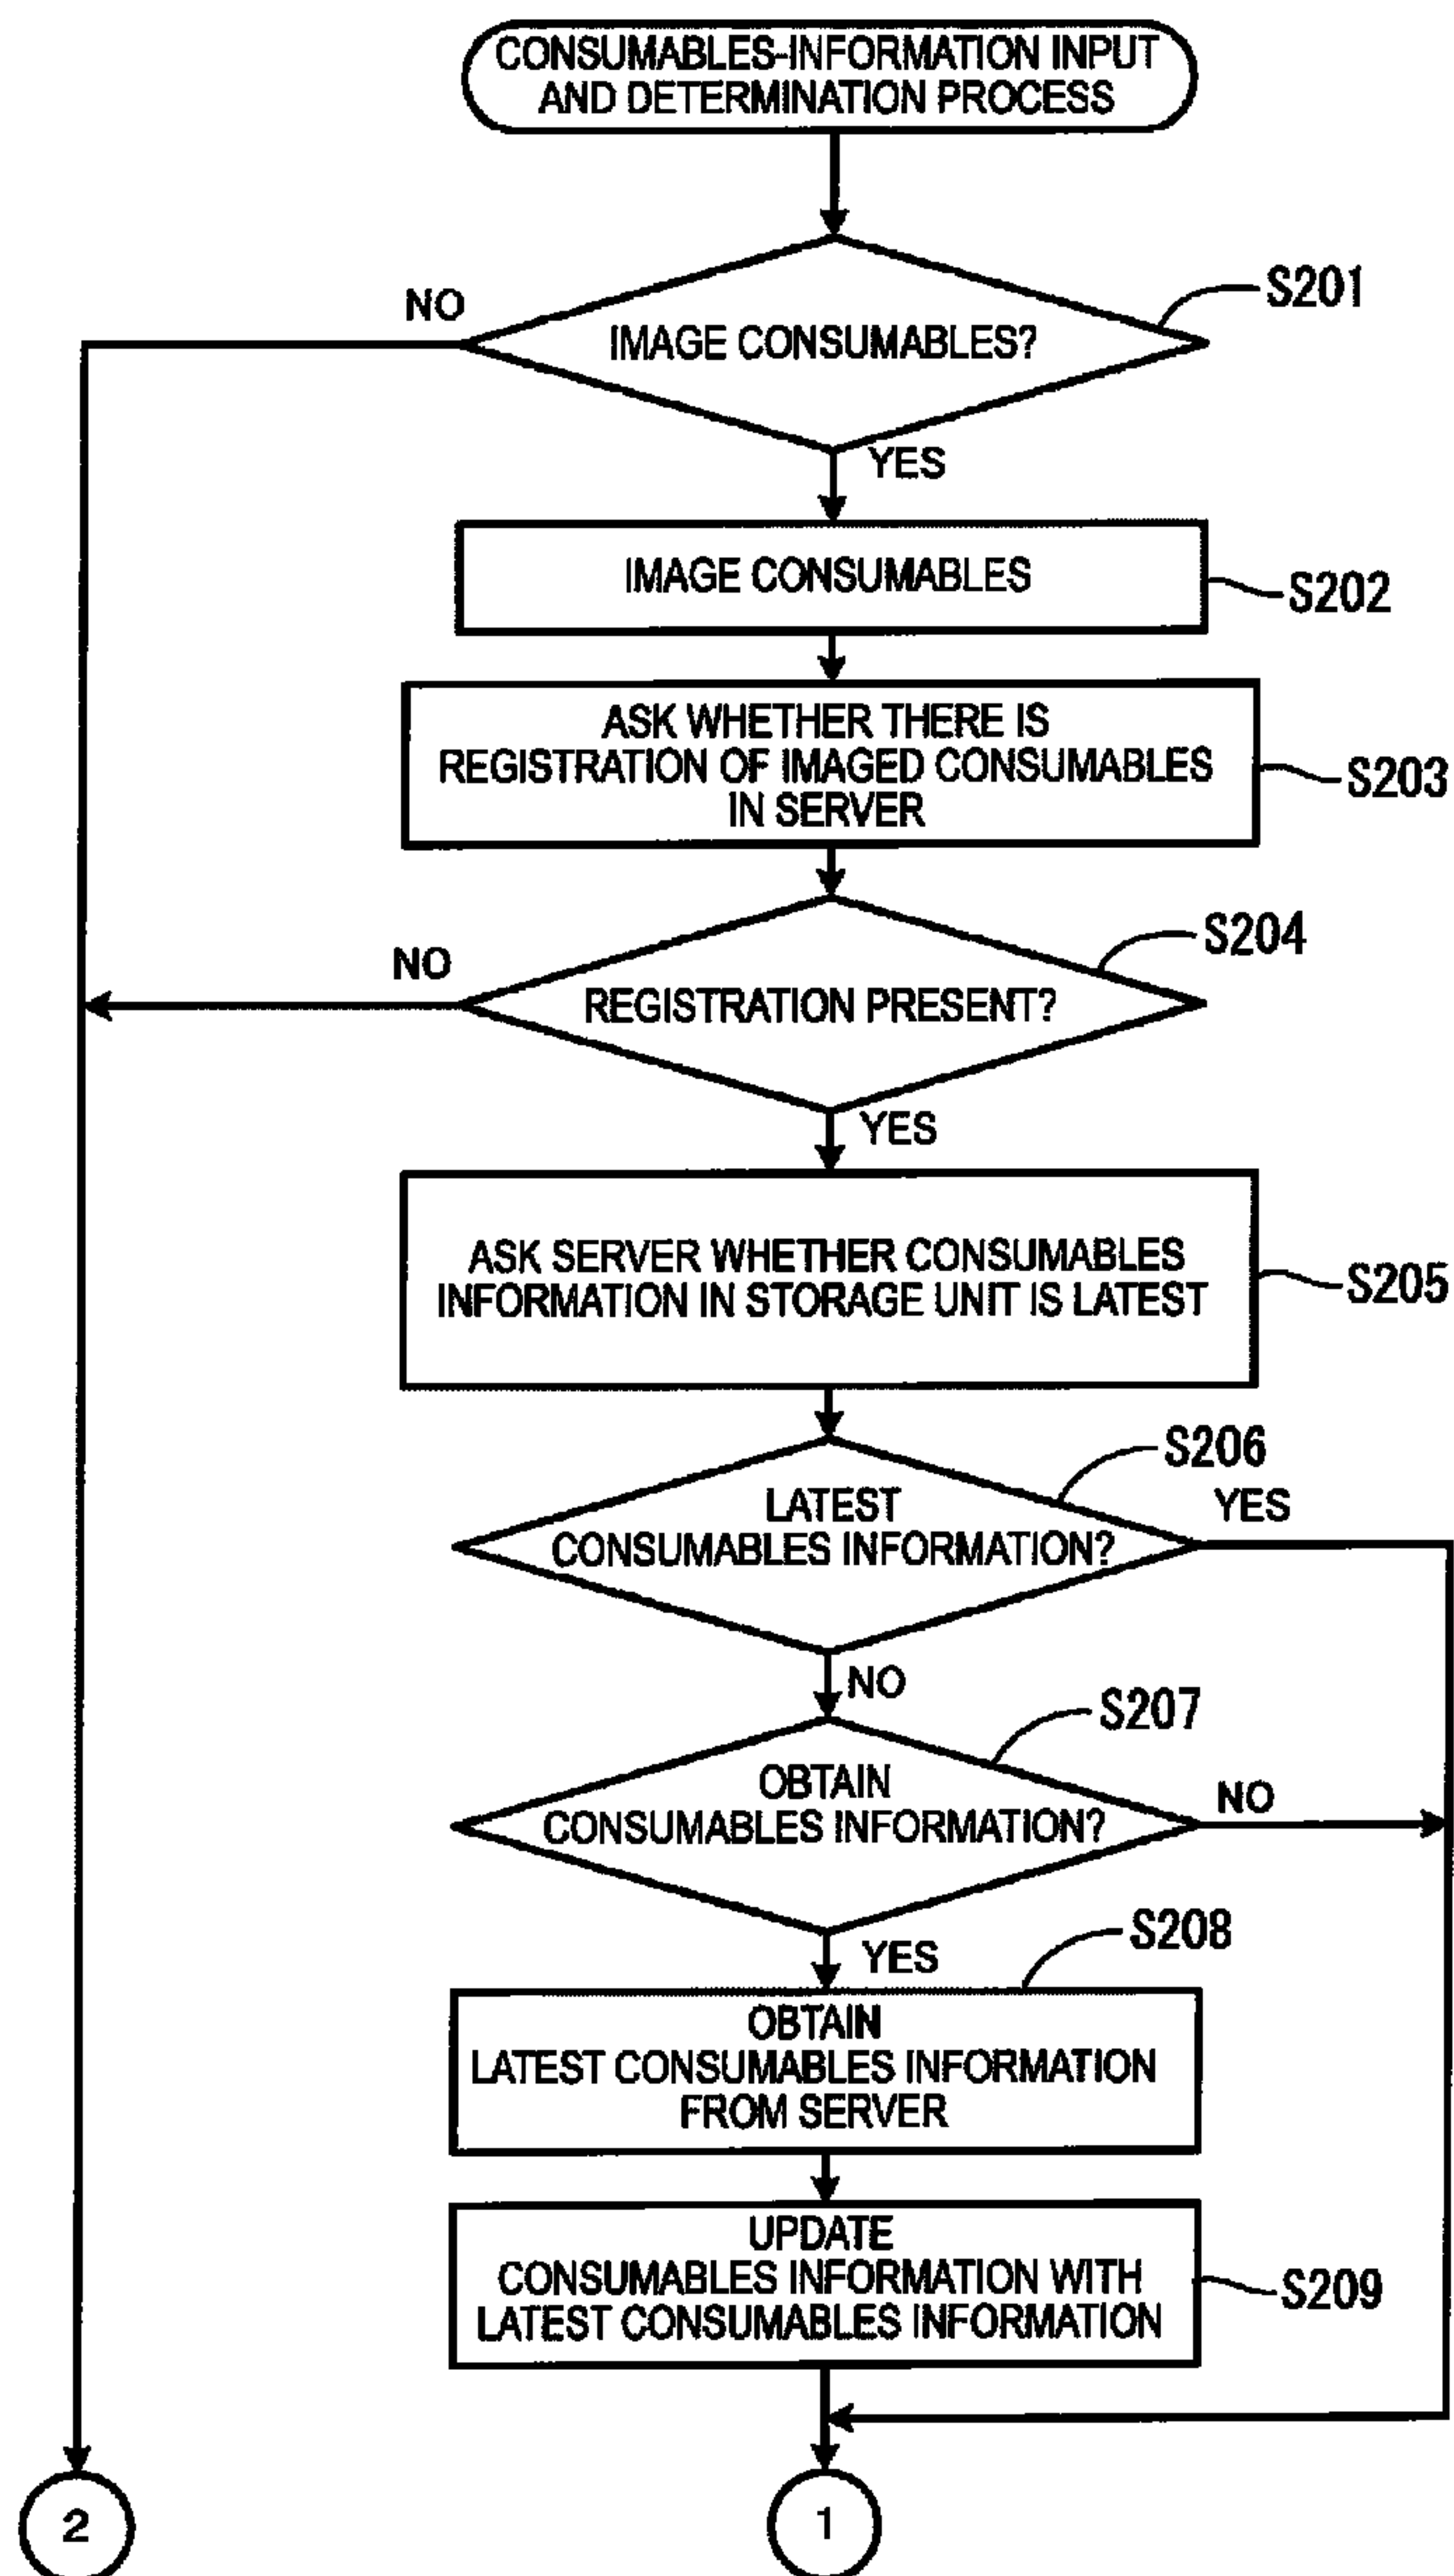 CONSUMABLES-INFORMATION INPUT
AND DETERMINATION PROCESS
S201
NO
IMAGE CONSUMABLES?
YES
IMAGE CONSUMABLES
S202
ASK WHETHER THERE IS
REGISTRATION OF IMAGED CONSUMABLES
IN SERVER
S203
S204
NO
REGISTRATION PRESENT?
YES
ASK SERVER WHETHER CONSUMABLES
INFORMATION IN STORAGE UNIT IS LATEST
S205
S206
YES
LATEST
CONSUMABLES INFORMATION?
NO
S207
OBTAIN
CONSUMABLES INFORMATION?
NO
S208
YES
OBTAIN
LATEST CONSUMABLES INFORMATION
FROM SERVER
UPDATE
CONSUMABLES INFORMATION WITH
LATEST CONSUMABLES INFORMATION
S209
2
1